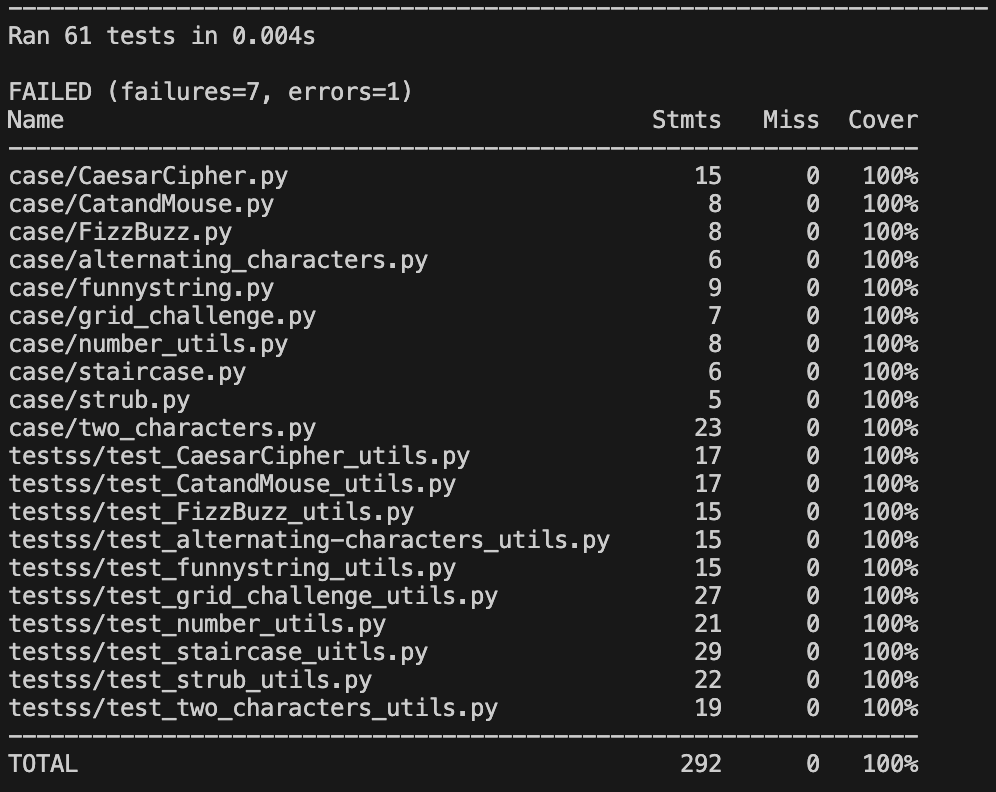 Ran 61 tests in 0.004s
FAILED (failures=7, errors=1)
Name Stmts Miss Cover
case/CaesarCipher.py 15 0 100%
case/CatandMouse.py 8 0 100%
case/FizzBuzz.py 8 0 100%
case/alternating_characters.py 6 0 100%
case/funnystring.py 9 0 100%
case/grid_challenge.py 7 0 100%
case/number_utils.py 8 0 100%
case/staircase.py 6 0 100%
case/strub.py 5 0 100%
case/two_characters.py 23 0 100%
testss/test_CaesarCipher_utils.py 17 0 100%
testss/test_CatandMouse_utils.py 17 0 100%
testss/test_FizzBuzz_utils.py 15 0 100%
testss/test_alternating-characters_utils.py 15 0 100%
testss/test_funnystring_utils.py 15 0 100%
testss/test_grid_challenge_utils.py 27 0 100%
testss/test_number_utils.py 21 0 100%
testss/test_staircase_uitls.py 29 0 100%
testss/test_strub_utils.py 22 0 100%
testss/test_two_characters_utils.py 19 0 100%
TOTAL 292 0 100%